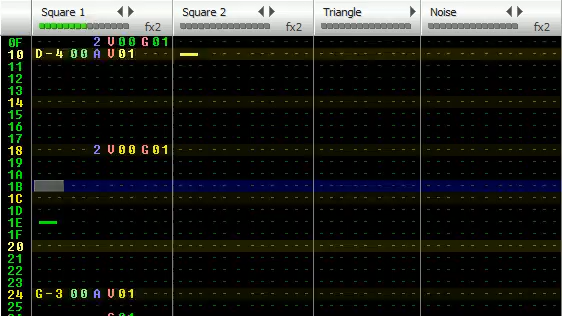 Square 1 Square 2 Triangle Noise
fx2 fx2 fx2 fx2
0F 2 V00 G01
10 D-4 00 A V01
11
12
13
14
15
16
17
18 2 V00 G01
19
1A
1B
1C
1D
1E
1F
20
21
22
23
24 G-3 00 A V01
25